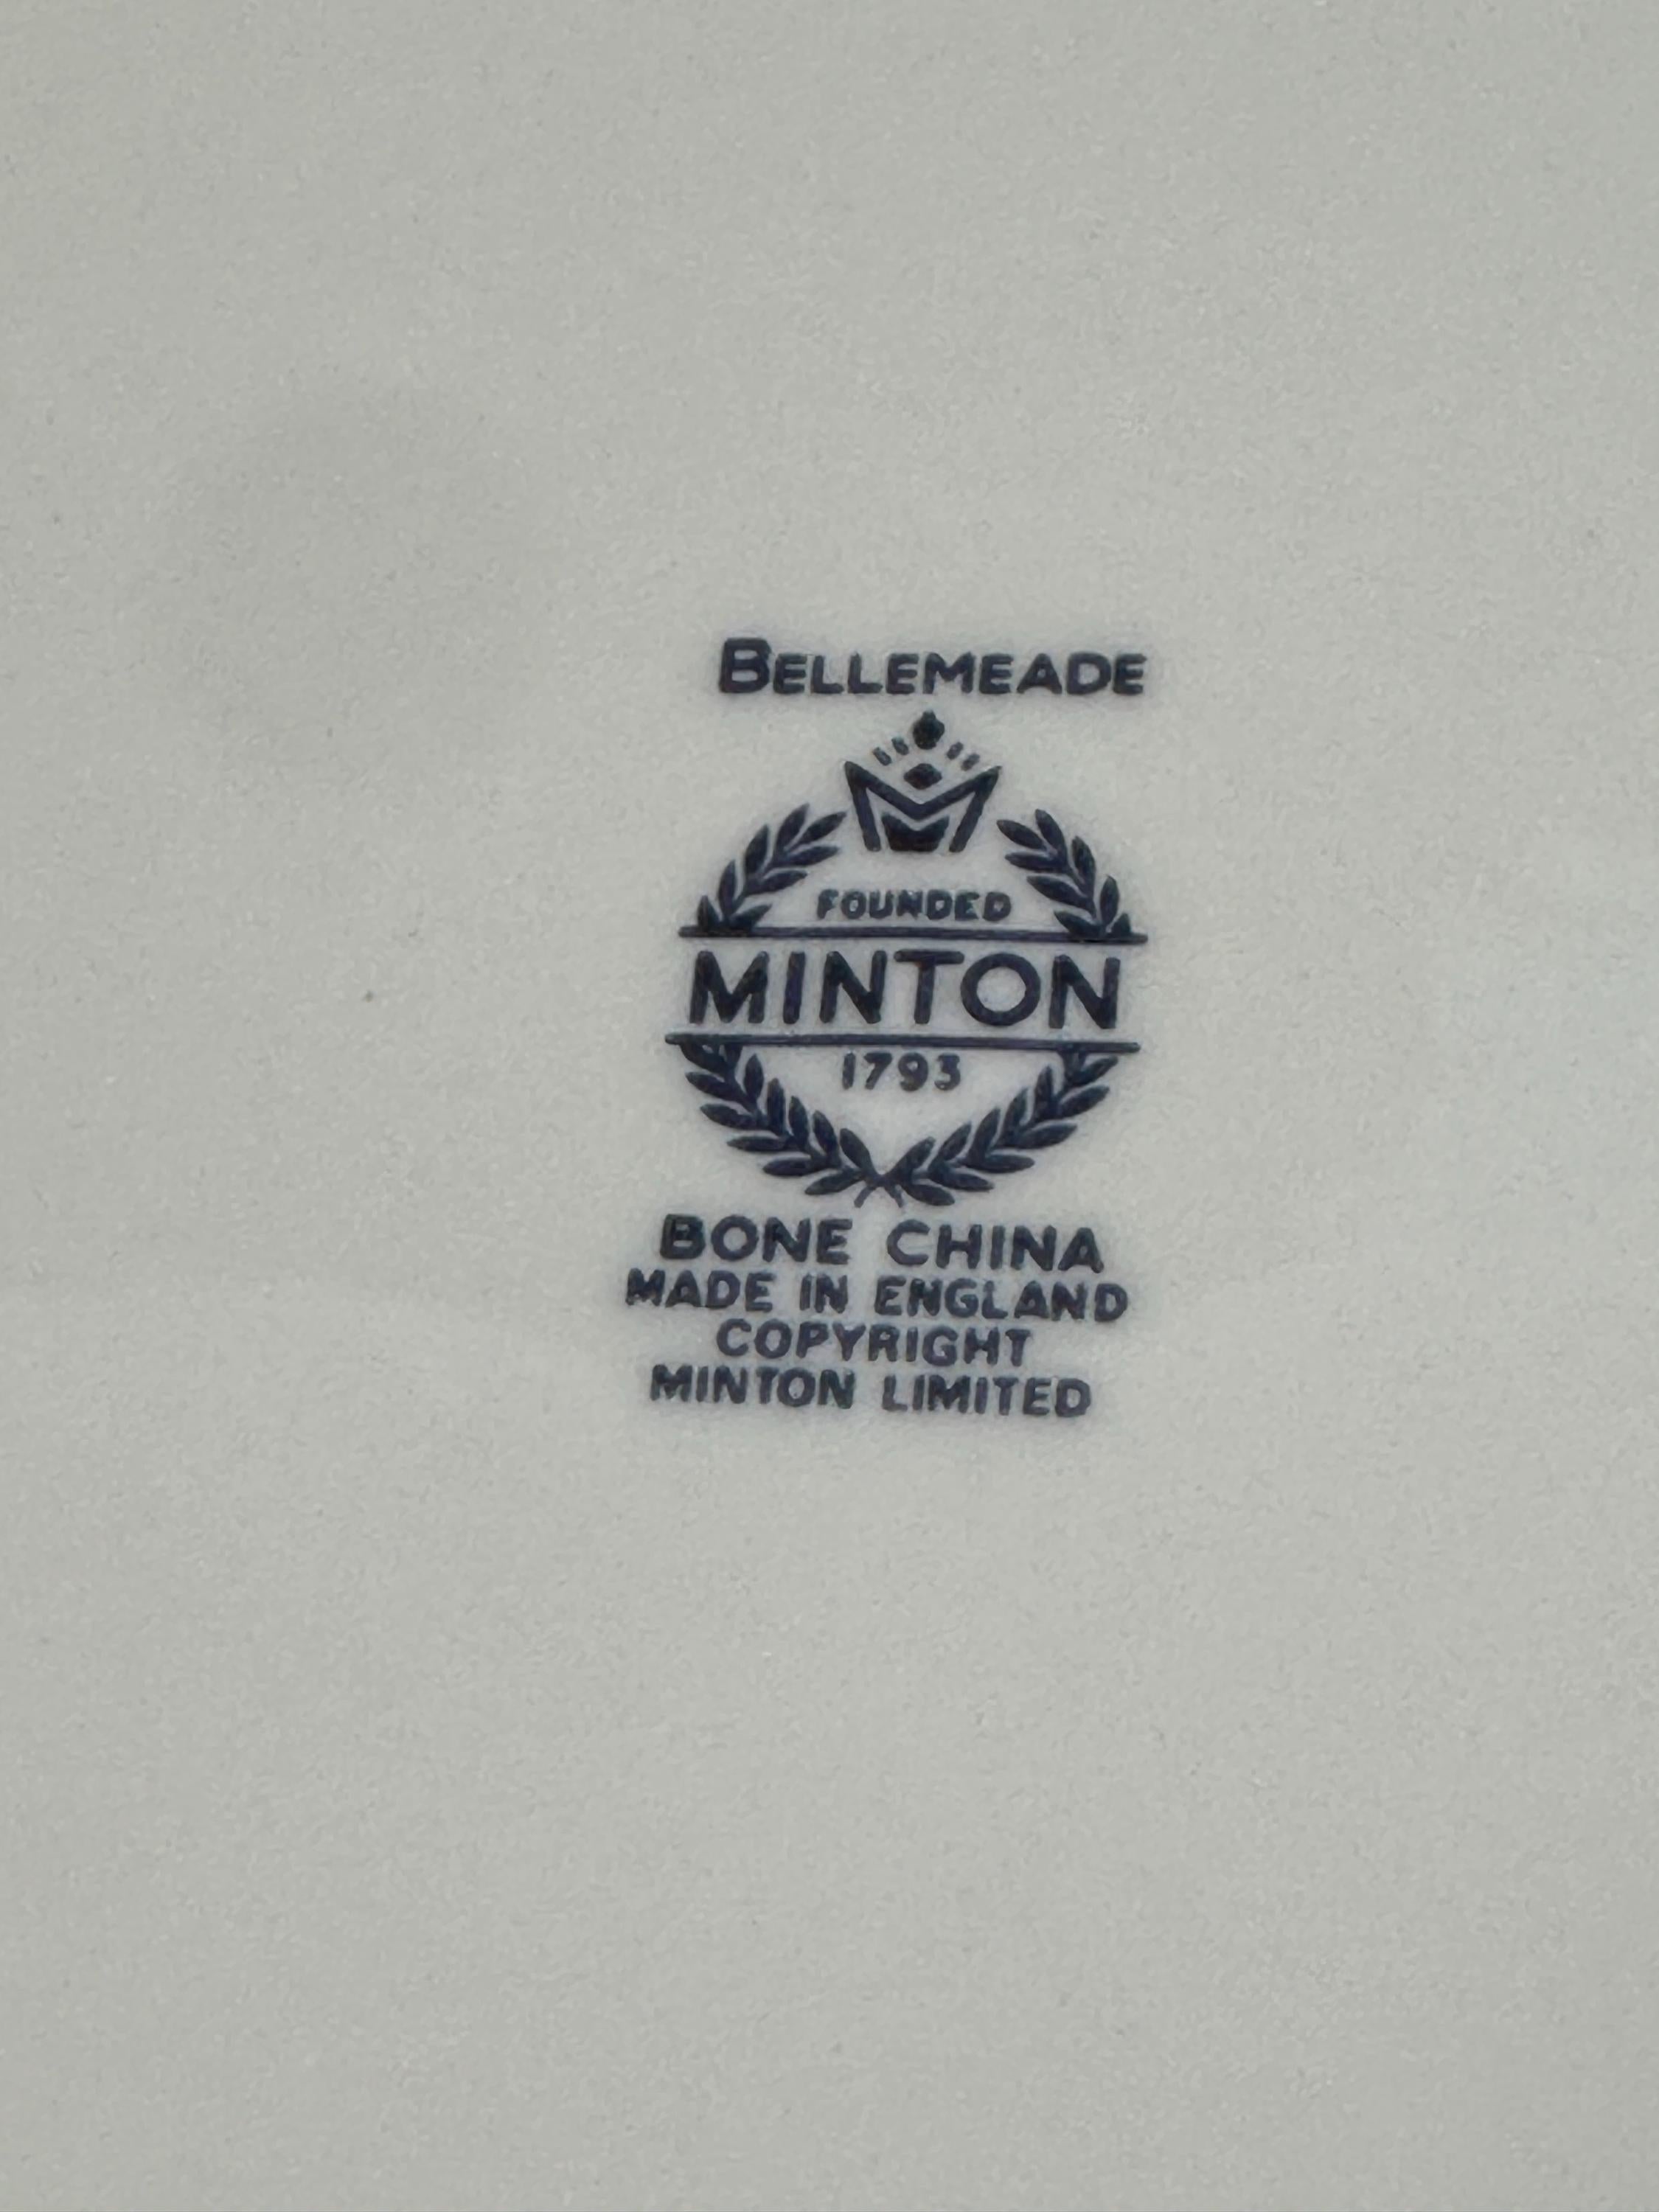 BELLEMEADE
FOUNDED
MINTON
1793
BONE CHINA
MADE IN ENGLAND
COPYRIGHT
MINTON LIMITED